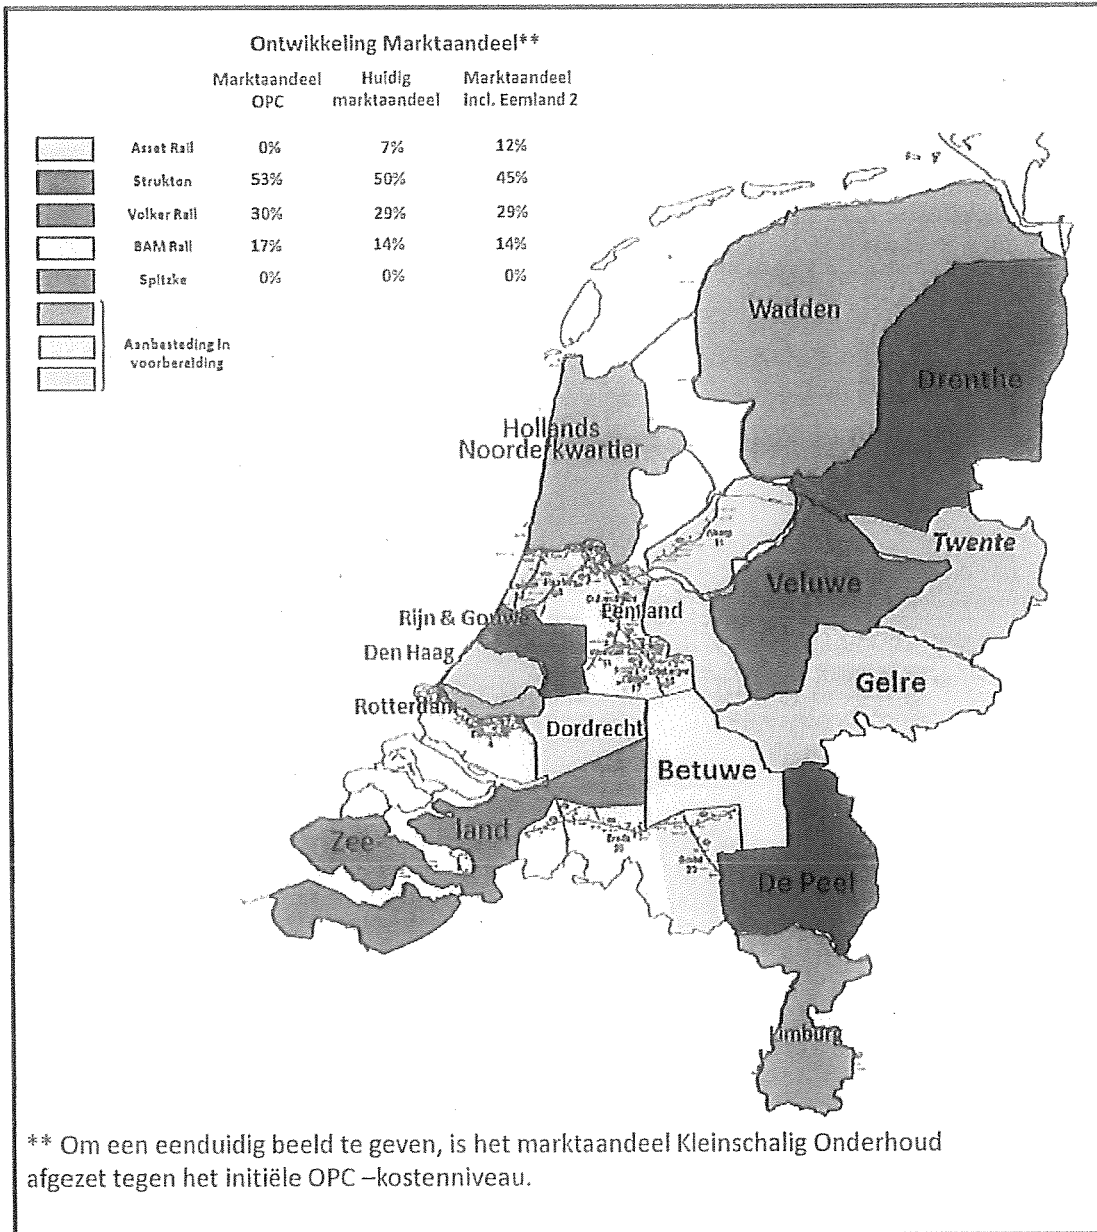 Ontwikkeling Marktaandeel**
Marktaandeel OPC
Huidig marktaandeel
Marktaandeel incl. Eemland 2
Asset Rail 0% 7% 12%
Strukton 53% 50% 45%
Volker Rail 30% 29% 29%
BAM Rail 17% 14% 14%
Spitzke 0% 0% 0%
Aanbesteding in
voorbereiding
Wadden
Drenthe
Hollands
Noorderkwartier
Twente
Veluwe
Eemland
Rijn & Gouwe
Den Haag
Gelre
Rotterdam
Dordrecht
Betuwe
Zee land
De Peel
Limburg
** Om een eenduidig beeld te geven, is het marktaandeel Kleinschalig Onderhoud
afgezet tegen het initiële OPC –kostenniveau.